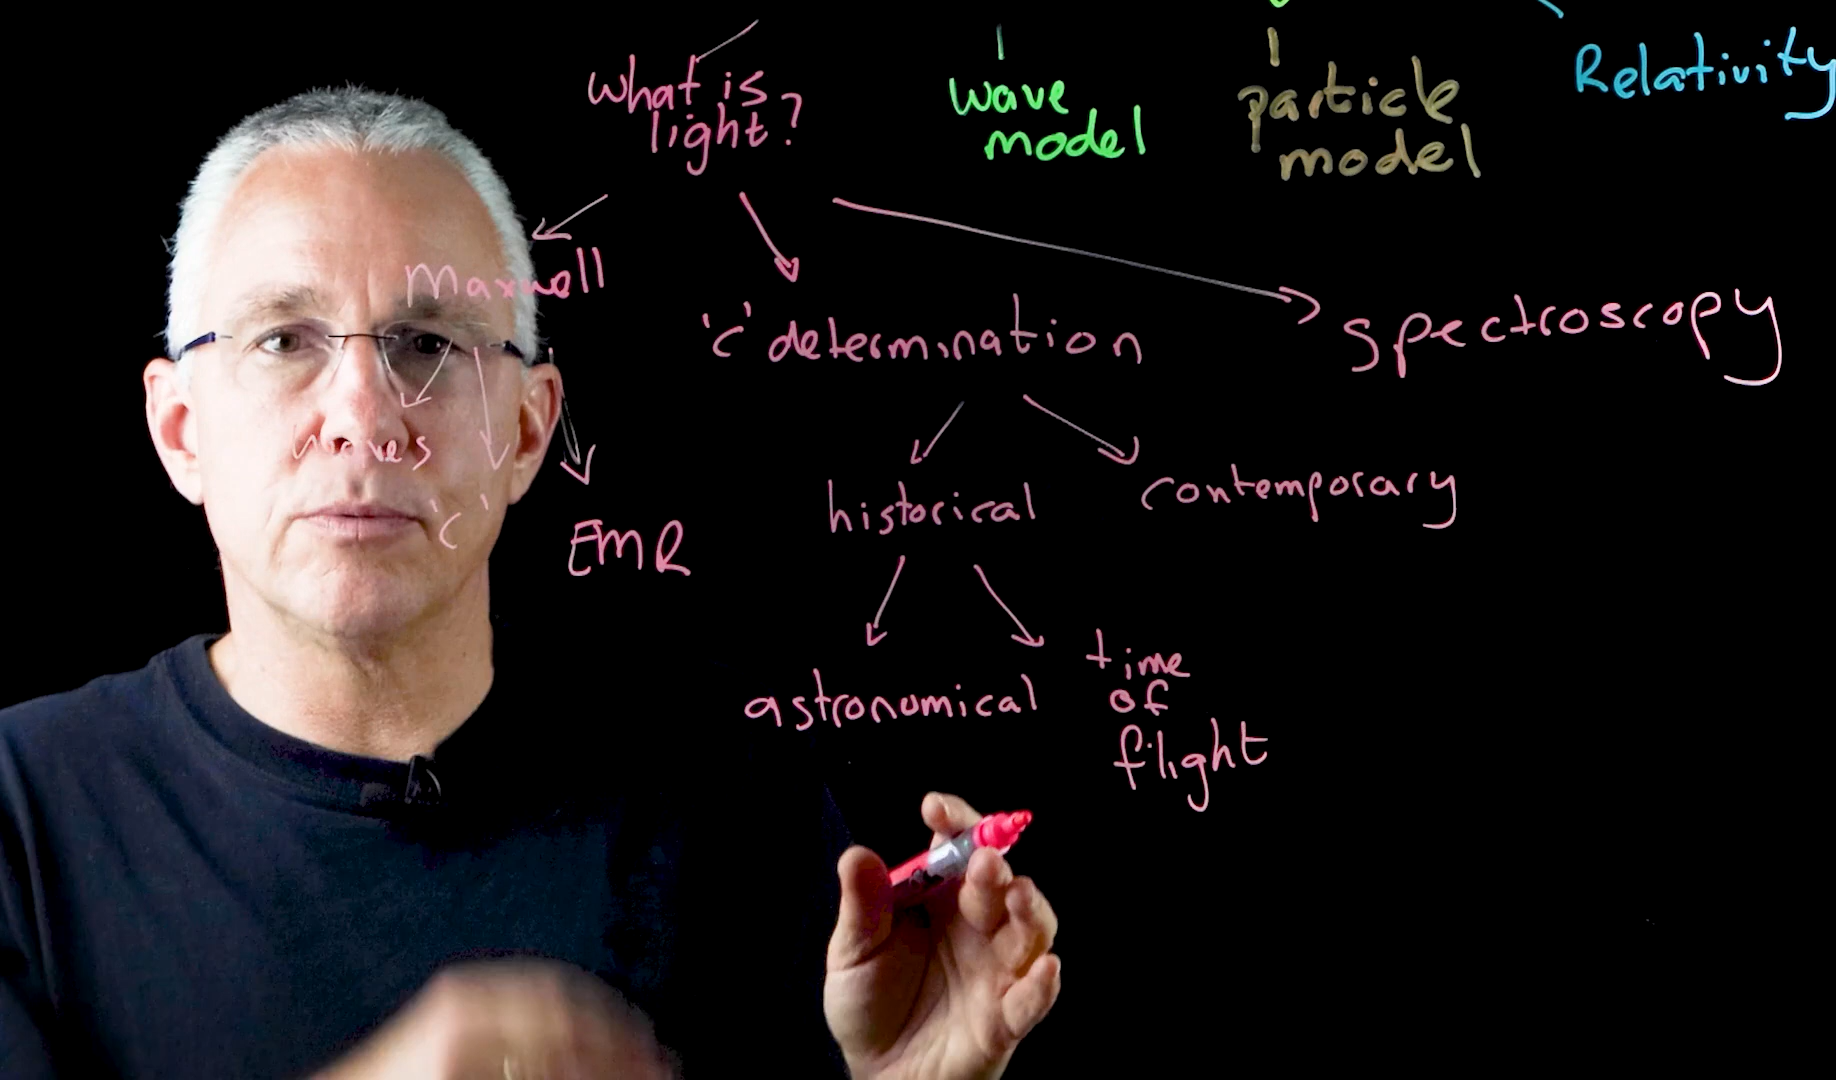 what is
light?
wave
model
particle
model
Relativity
Maxwell
waves
'c'
EMR
'c' determination
historical
contemporary
astronomical
time
of
flight
spectroscopy